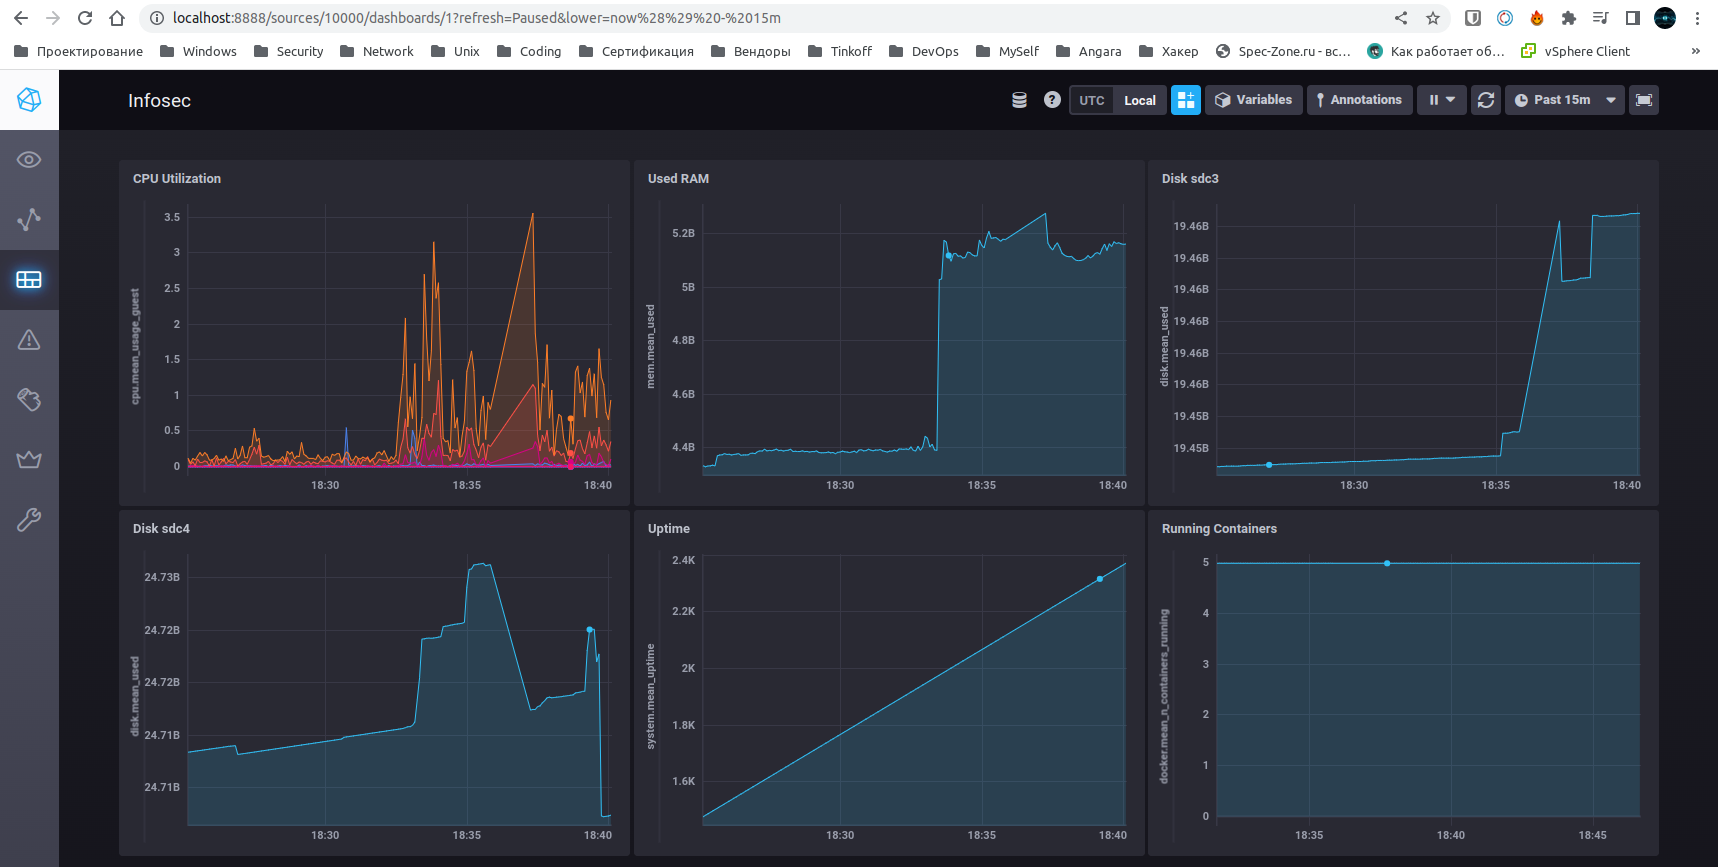 localhost:8888/sources/10000/dashboards/1?refresh=Paused&lower=now%28%29%20-%2015m
Проектирование Windows Security Network Unix Coding Сертификация Вендоры Tinkoff DevOps MySelf Angara Хакер Spec-Zone.ru - вс... Как работает об... vSphere Client »
Infosec UTC Local Variables Annotations Past 15m
CPU Utilization
cpu.mean_usage_guest
3.5
3
2.5
2
1.5
1
0.5
0
18:30 18:35 18:40
Used RAM
mem.mean_used
5.2B
5B
4.8B
4.6B
4.4B
18:30 18:35 18:40
Disk sdc3
disk.mean_used
19.46B
19.46B
19.46B
19.46B
19.46B
19.46B
19.45B
19.45B
18:30 18:35 18:40
Disk sdc4
disk.mean_used
24.73B
24.72B
24.72B
24.71B
24.71B
18:30 18:35 18:40
Uptime
system.mean_uptime
2.4K
2.2K
2K
1.8K
1.6K
18:30 18:35 18:40
Running Containers
docker.mean_n_containers_running
5
4
3
2
1
0
18:35 18:40 18:45